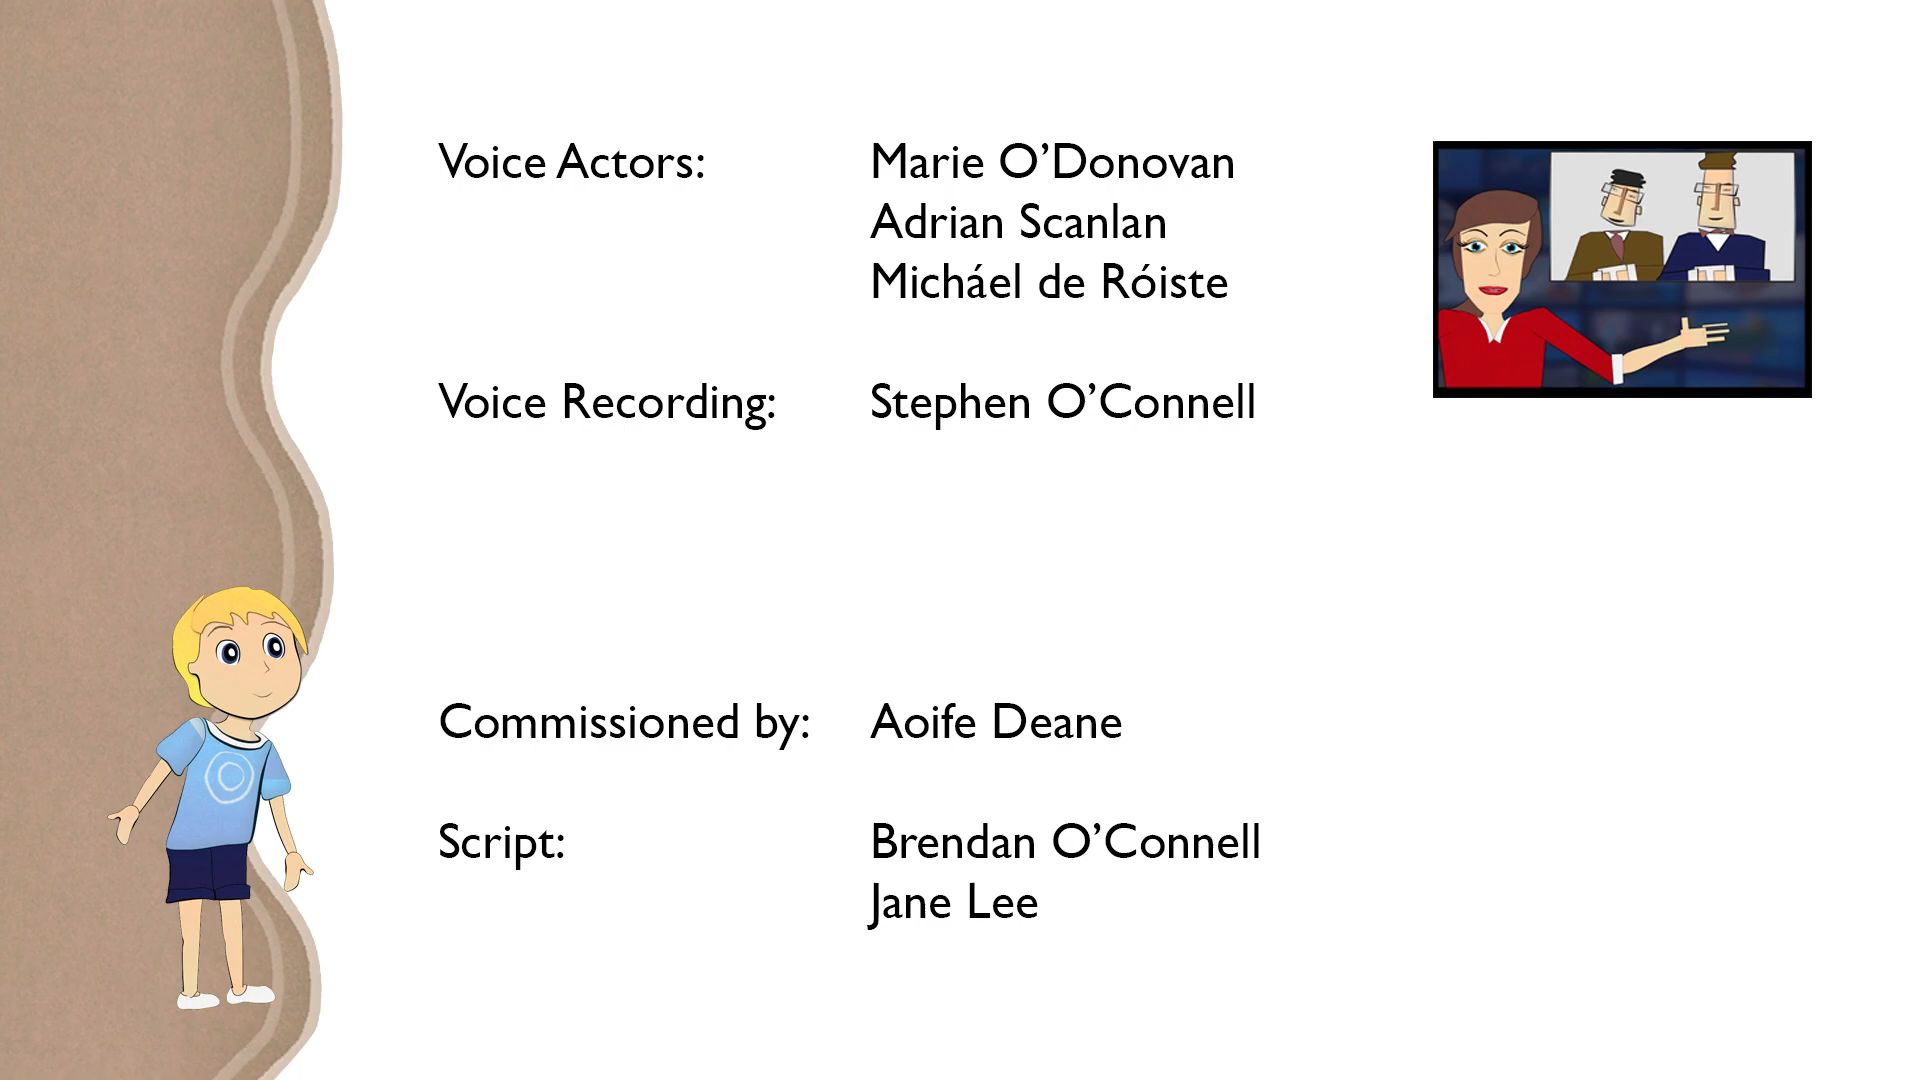 Voice Actors: Marie O’Donovan
Adrian Scanlan
Micháel de Róiste
Voice Recording: Stephen O’Connell
Commissioned by: Aoife Deane
Script: Brendan O’Connell
Jane Lee